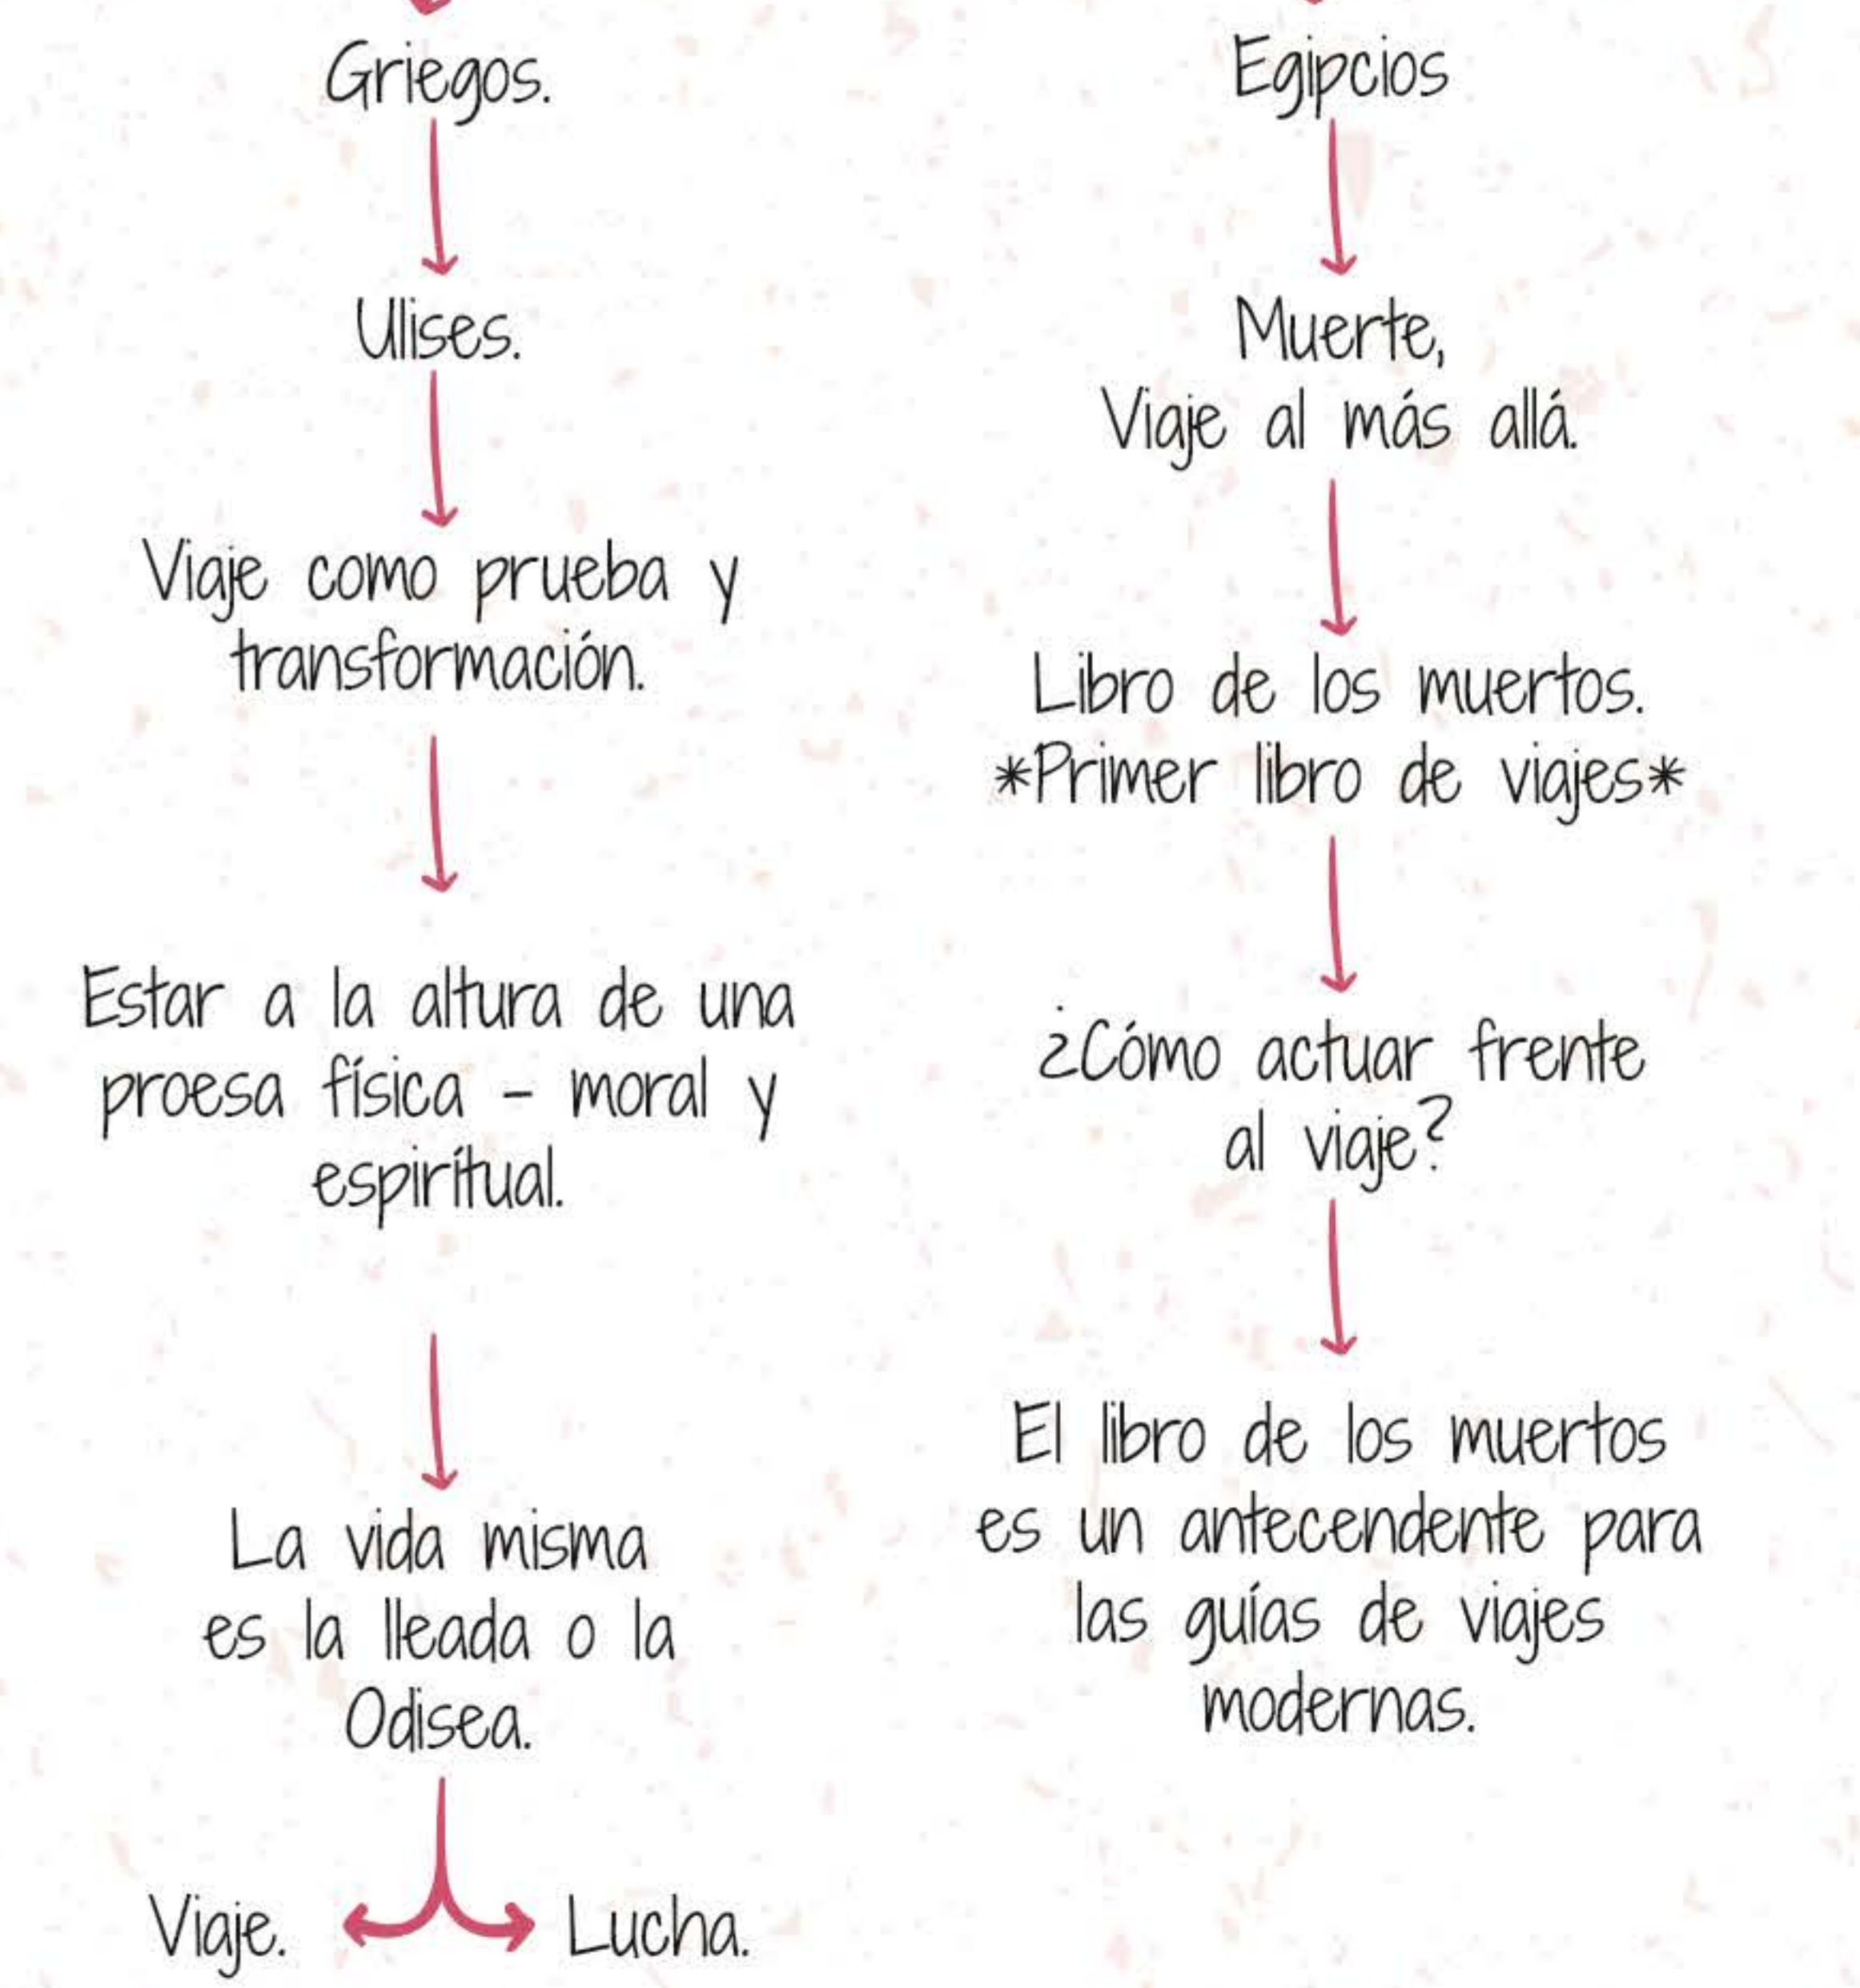 Griegos.
Ulises.
Viaje como prueba y
transformación.
Estar a la altura de una
proesa física - moral y
espirítual.
La vida misma
es la lleada o la
Odisea.
Viaje.
Lucha.
Egipcios
Muerte,
Viaje al más allá.
Libro de los muertos.
*Primer libro de viajes*
¿Cómo actuar frente
al viaje?
El libro de los muertos
es un antecendente para
las guías de viajes
modernas.